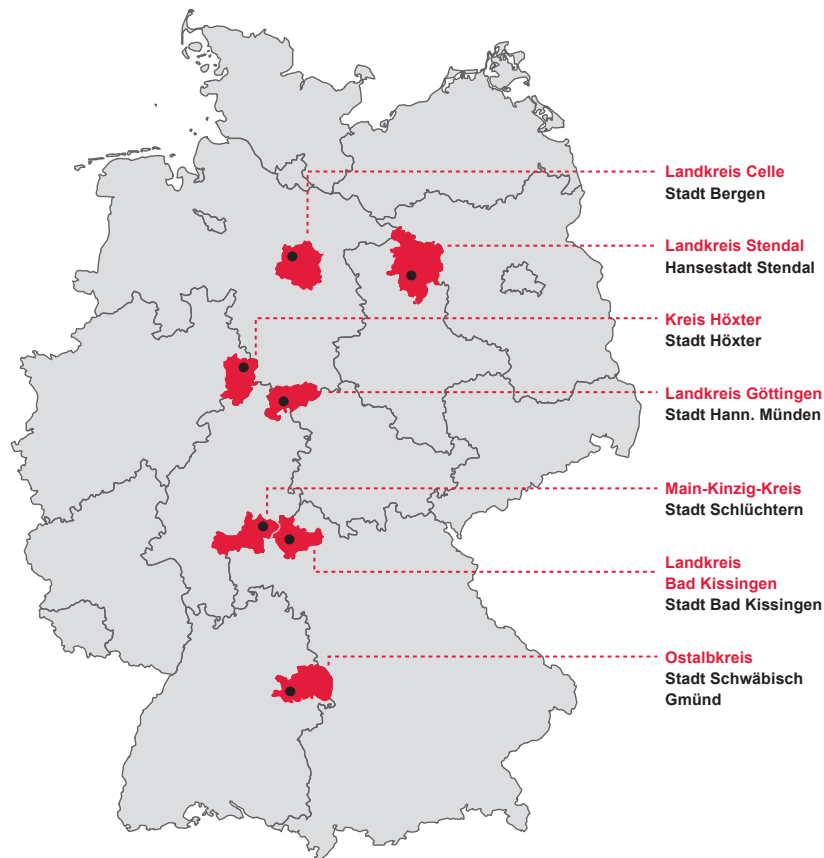 Landkreis Celle
Stadt Bergen
Landkreis Stendal
Hansestadt Stendal
Kreis Höxter
Stadt Höxter
Landkreis Göttingen
Stadt Hann. Münden
Main-Kinzig-Kreis
Stadt Schlüchtern
Landkreis
Bad Kissingen
Stadt Bad Kissingen
Ostalbkreis
Stadt Schwäbisch
Gmünd